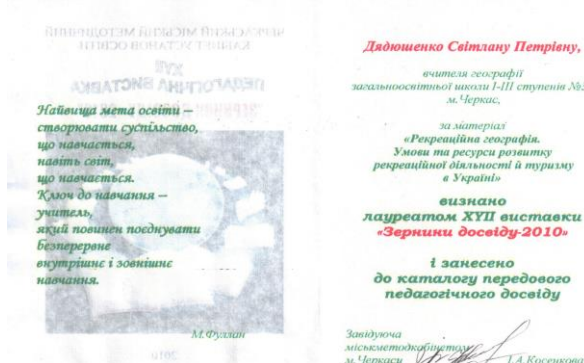 Найвища мета освіти –
створювати суспільство,
що навчається,
навіть світ,
що навчається.
Ключ до навчання –
учитель,
який повинен поєднувати
безперервне
внутрішнє і зовнішнє
навчання.
М.Фуллан
Дядюшенко Світлану Петрівну,
вчителя географії
загальноосвітньої школи І-ІІІ ступенів
м.Черкас,
за матеріал
«Рекреаційна географія.
Умови та ресурси розвитку
рекреаційної діяльності й туризму
в Україні»
визнано
лауреатом ХУІІ виставки
«Зернини досвіду-2010»
і занесено
до каталогу передового
педагогічного досвіду
Завідуюча
міськметодкабінетом
м.Черкаси І.А.Косенкова